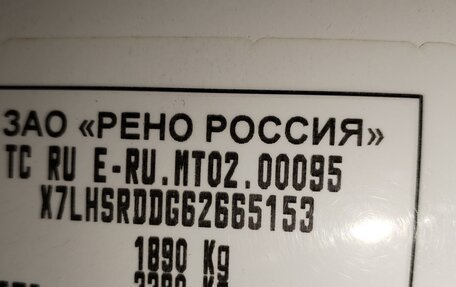 ЗАО «РЕНО РОССИЯ»
TC RU E-RU.MT02.00095
X7LHSRDDG62665153
1890 Kg